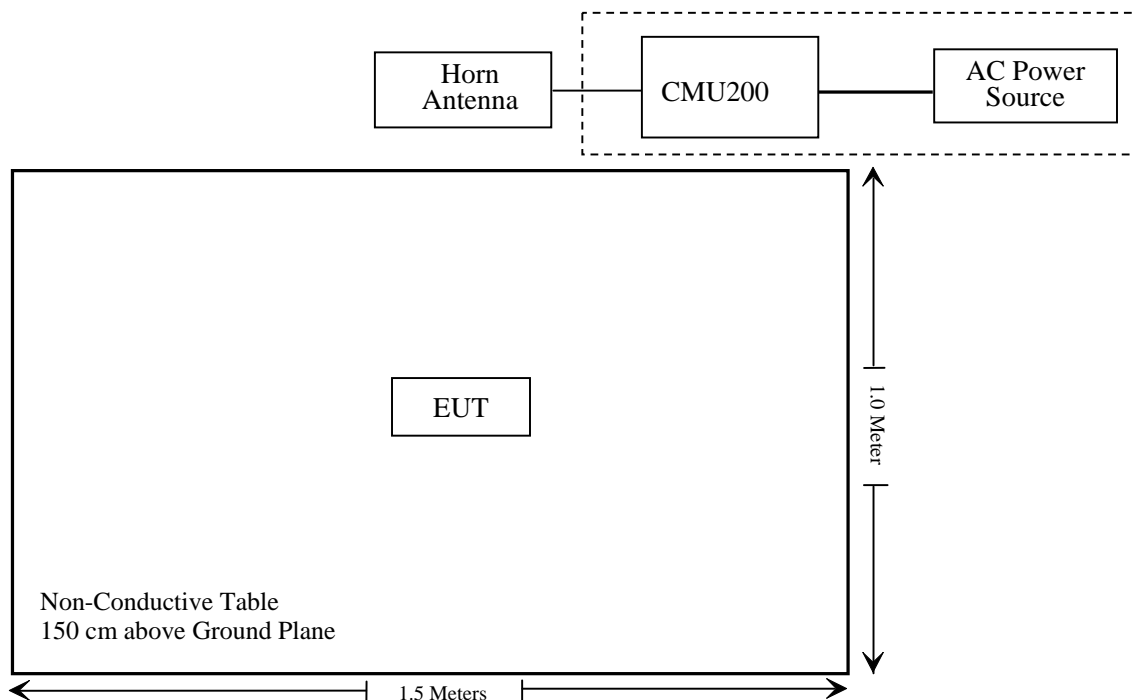 Horn
Antenna
CMU200
AC Power
Source
EUT
1.0 Meter
Non-Conductive Table
150 cm above Ground Plane
1.5 Meters